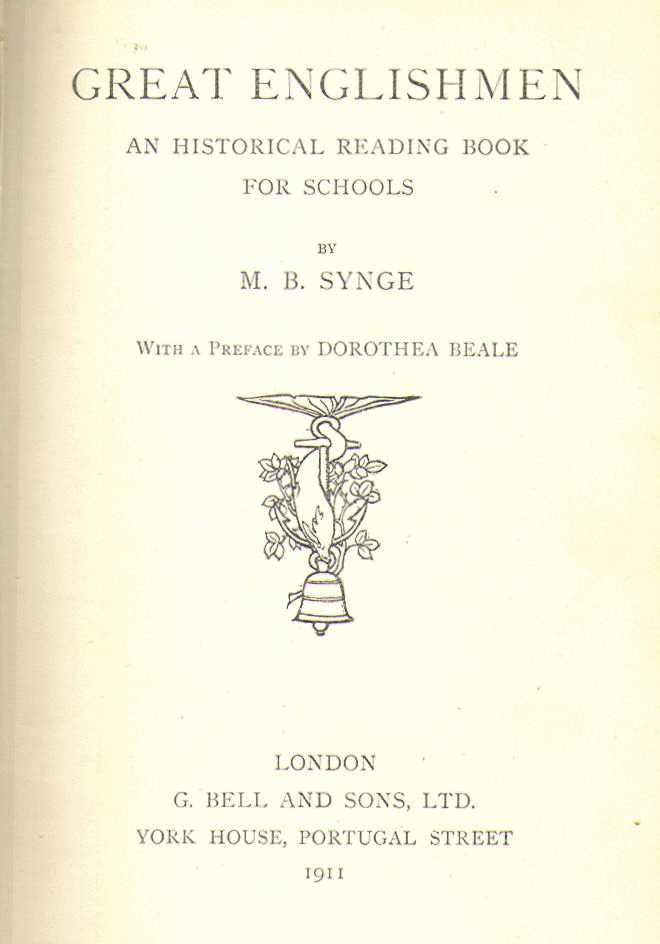 GREAT ENGLISHMEN
AN HISTORICAL READING BOOK
FOR SCHOOLS
BY
M. B. SYNGE
WITH A PREFACE BY DOROTHEA BEALE
LONDON
G. BELL AND SONS, LTD.
YORK HOUSE, PORTUGAL STREET
1911